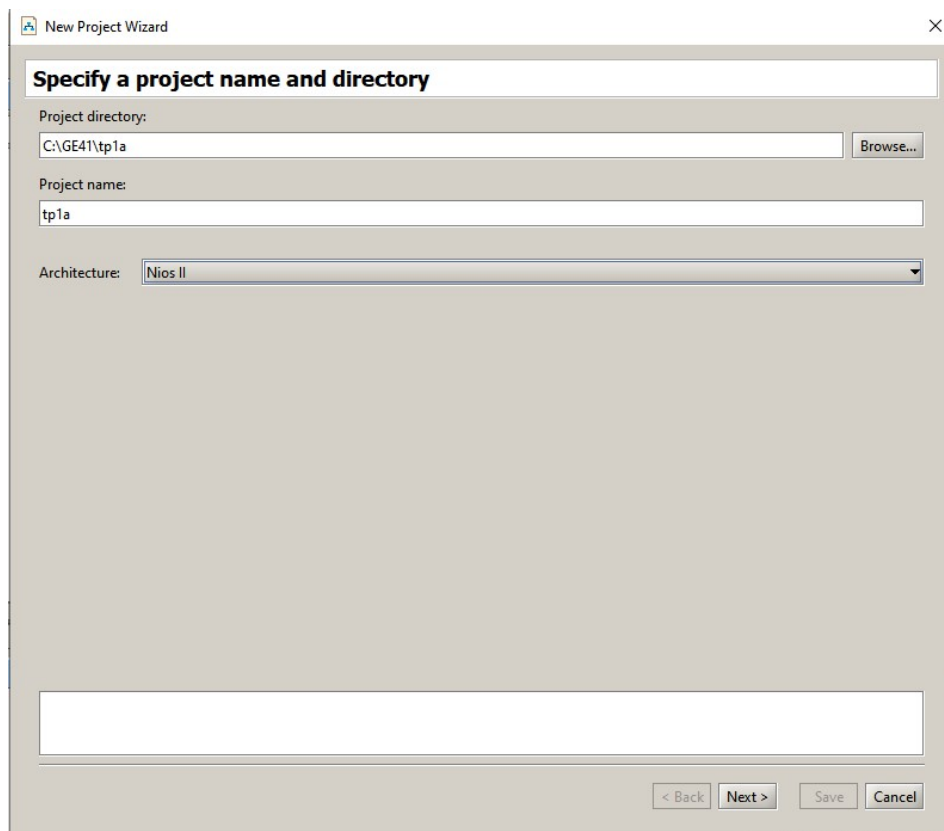 New Project Wizard
Specify a project name and directory
Project directory:
C:\GE41\tp1a
Browse...
Project name:
tp1a
Architecture: Nios II
< Back Next > Save Cancel